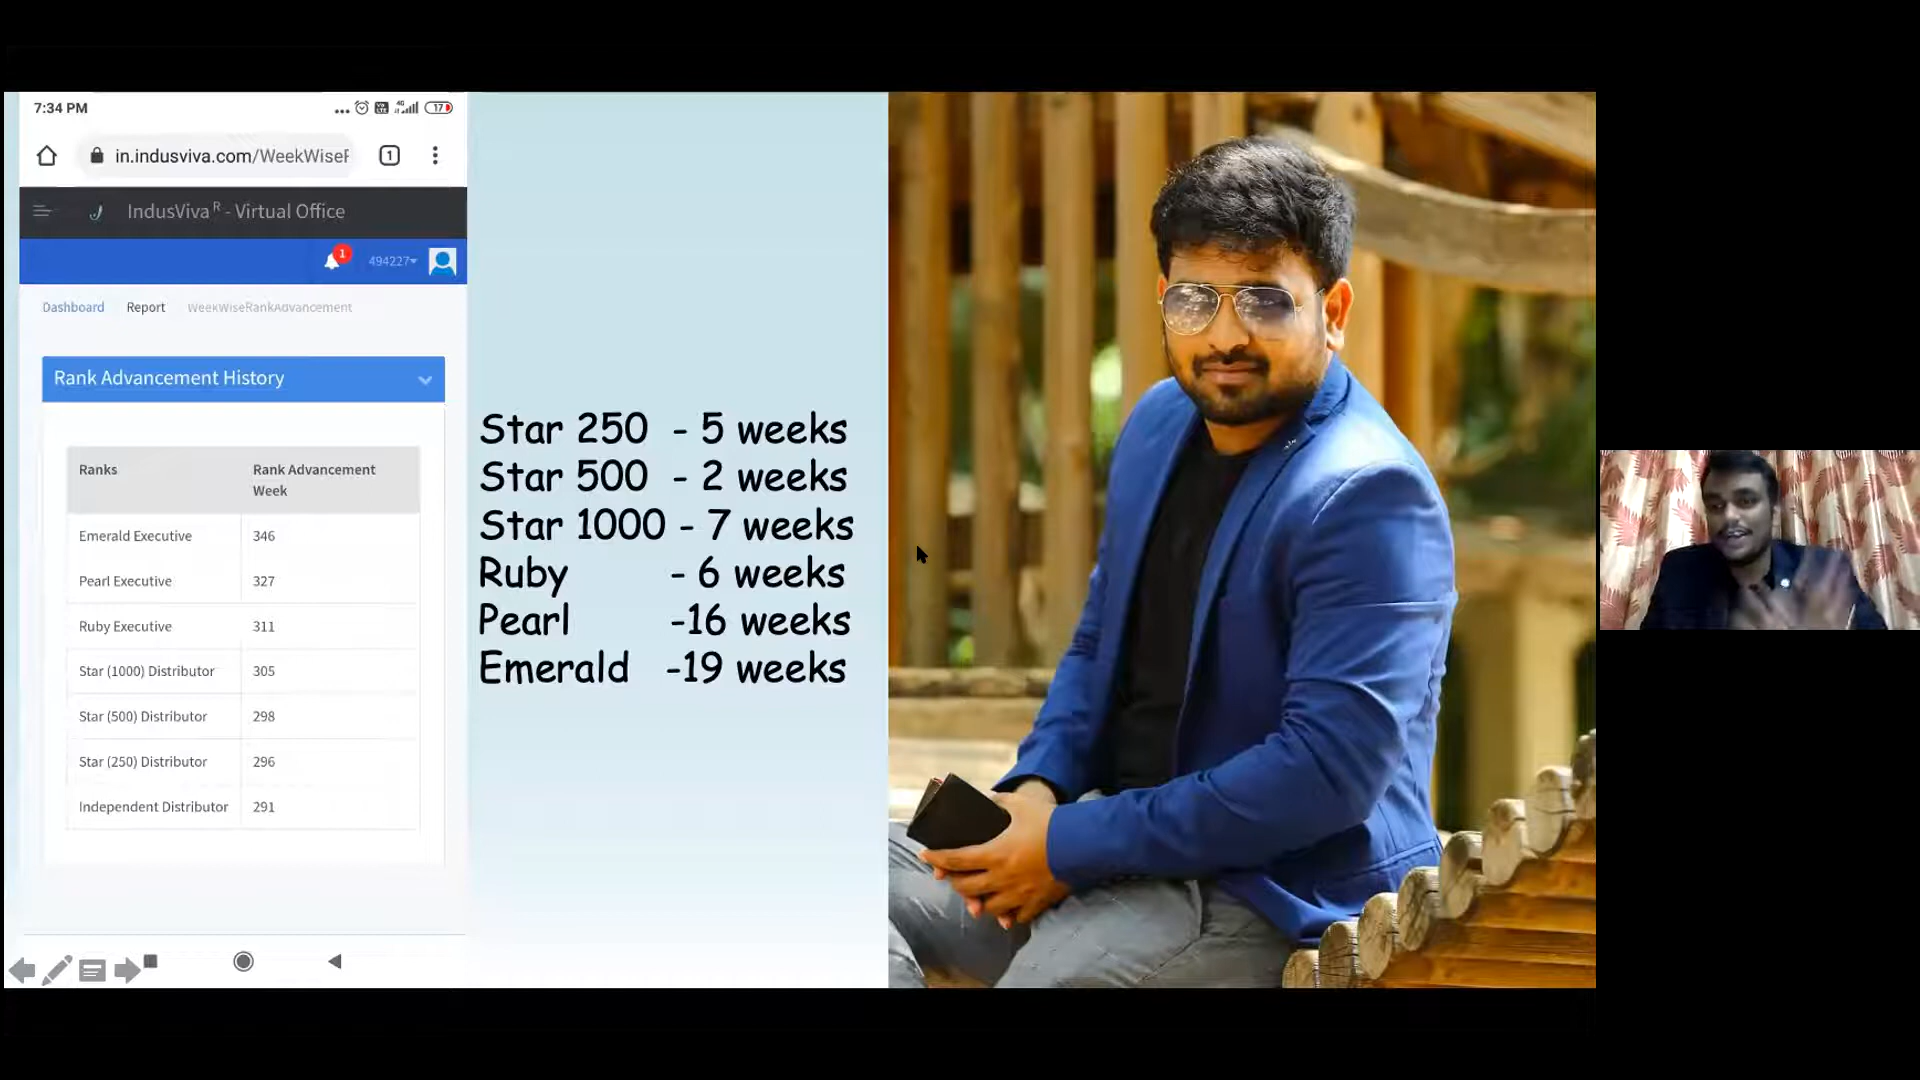 7:34 PM
17
in.indusviva.com/WeekWiseF
1
IndusViva R - Virtual Office
1
494227
Dashboard Report WeekWiseRankAdvancement
Rank Advancement History
Ranks Rank Advancement
Week
Emerald Executive 346
Pearl Executive 327
Ruby Executive 311
Star (1000) Distributor 305
Star (500) Distributor 298
Star (250) Distributor 296
Independent Distributor 291
Star 250 - 5 weeks
Star 500 - 2 weeks
Star 1000 - 7 weeks
Ruby - 6 weeks
Pearl -16 weeks
Emerald -19 weeks